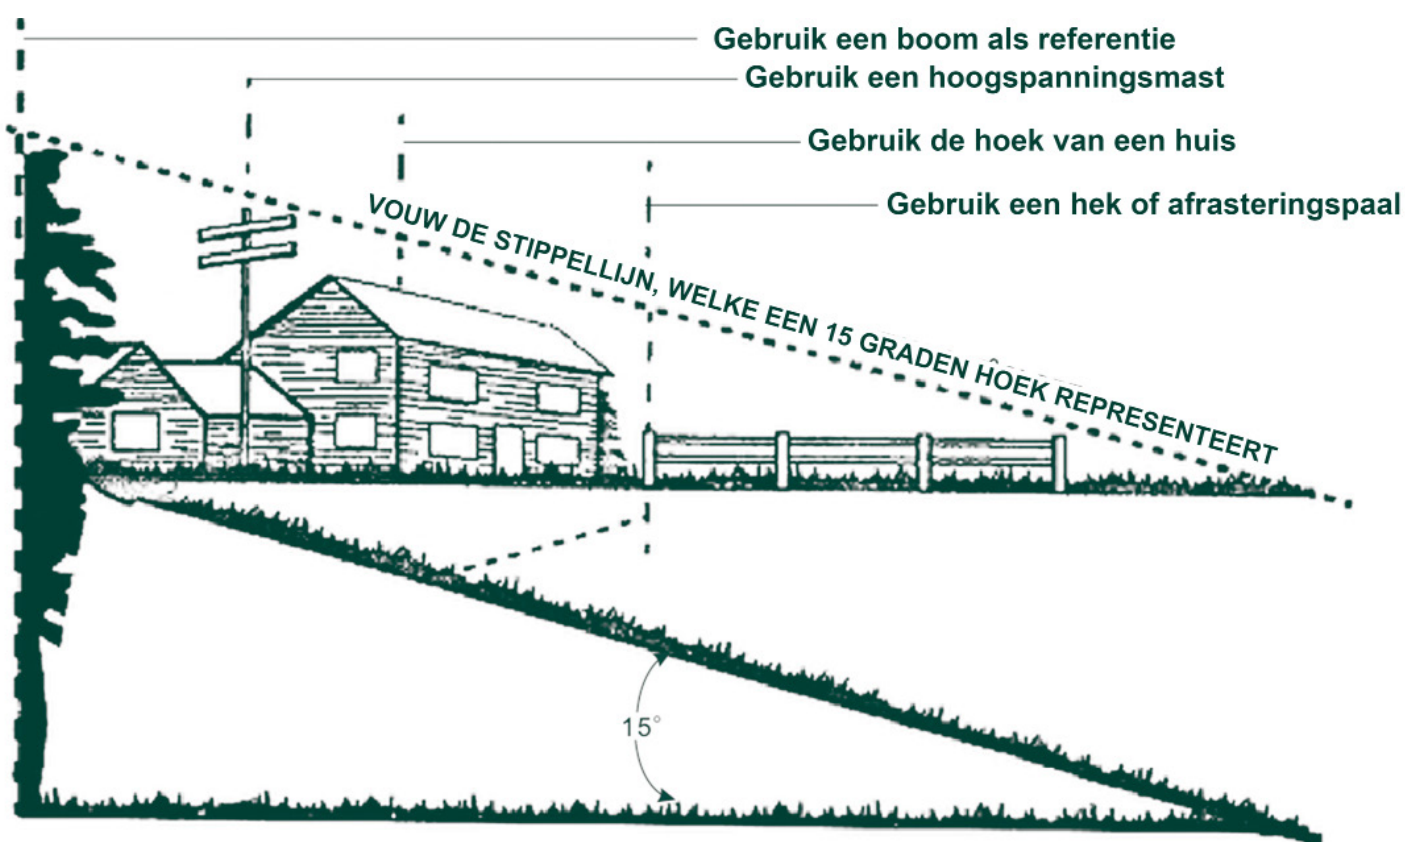 Gebruik een boom als referentie
Gebruik een hoogspanningsmast
Gebruik de hoek van een huis
Gebruik een hek of afrasteringspaal
VOUW DE STIPPELLIJN, WELKE EEN 15 GRADEN HOEK REPRESENTEERT
15°